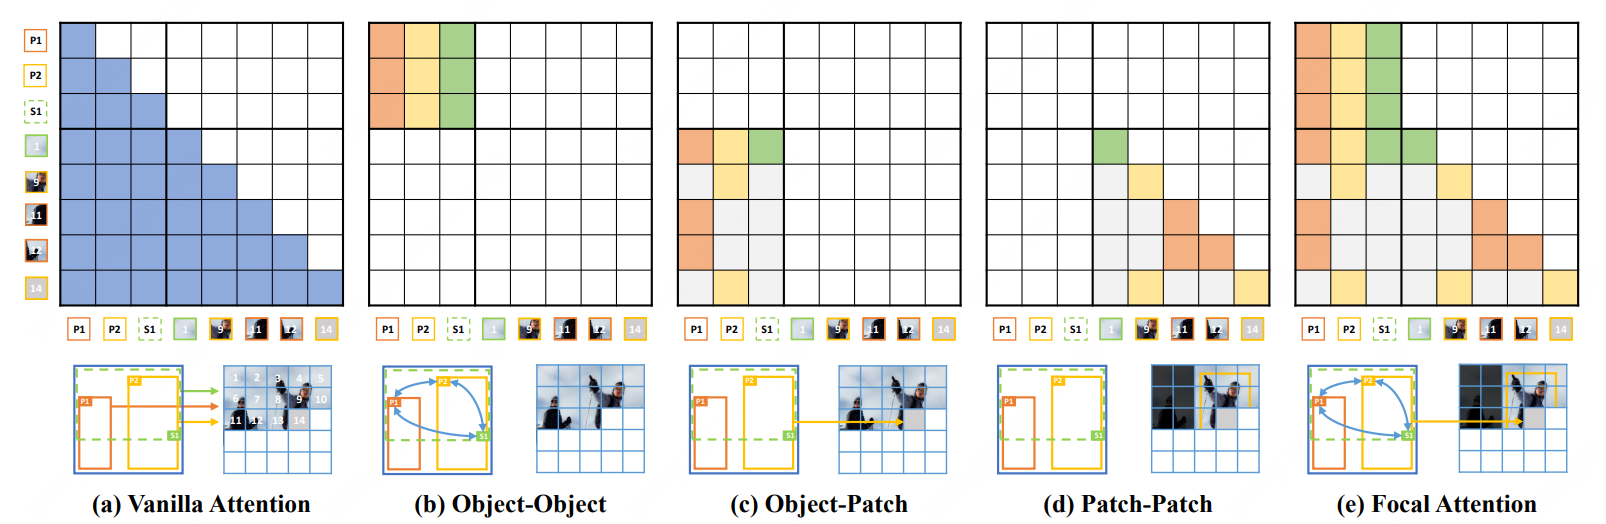 P1
P2
S1
1
9
11
12
14
P1 P2 S1 1 9 11 12 14
P1 P2 S1 1 9 11 12 14
P1 P2 S1 1 9 11 12 14
P1 P2 S1 1 9 11 12 14
P1 P2 S1 1 9 11 12 14
P2
P1
S1
1 2 3 4 5
6 7 8 9 10
11 12 13 14
P2
P1
S1
P2
P1
S1
P2
P1
S1
P2
P1
S1
(a) Vanilla Attention
(b) Object-Object
(c) Object-Patch
(d) Patch-Patch
(e) Focal Attention